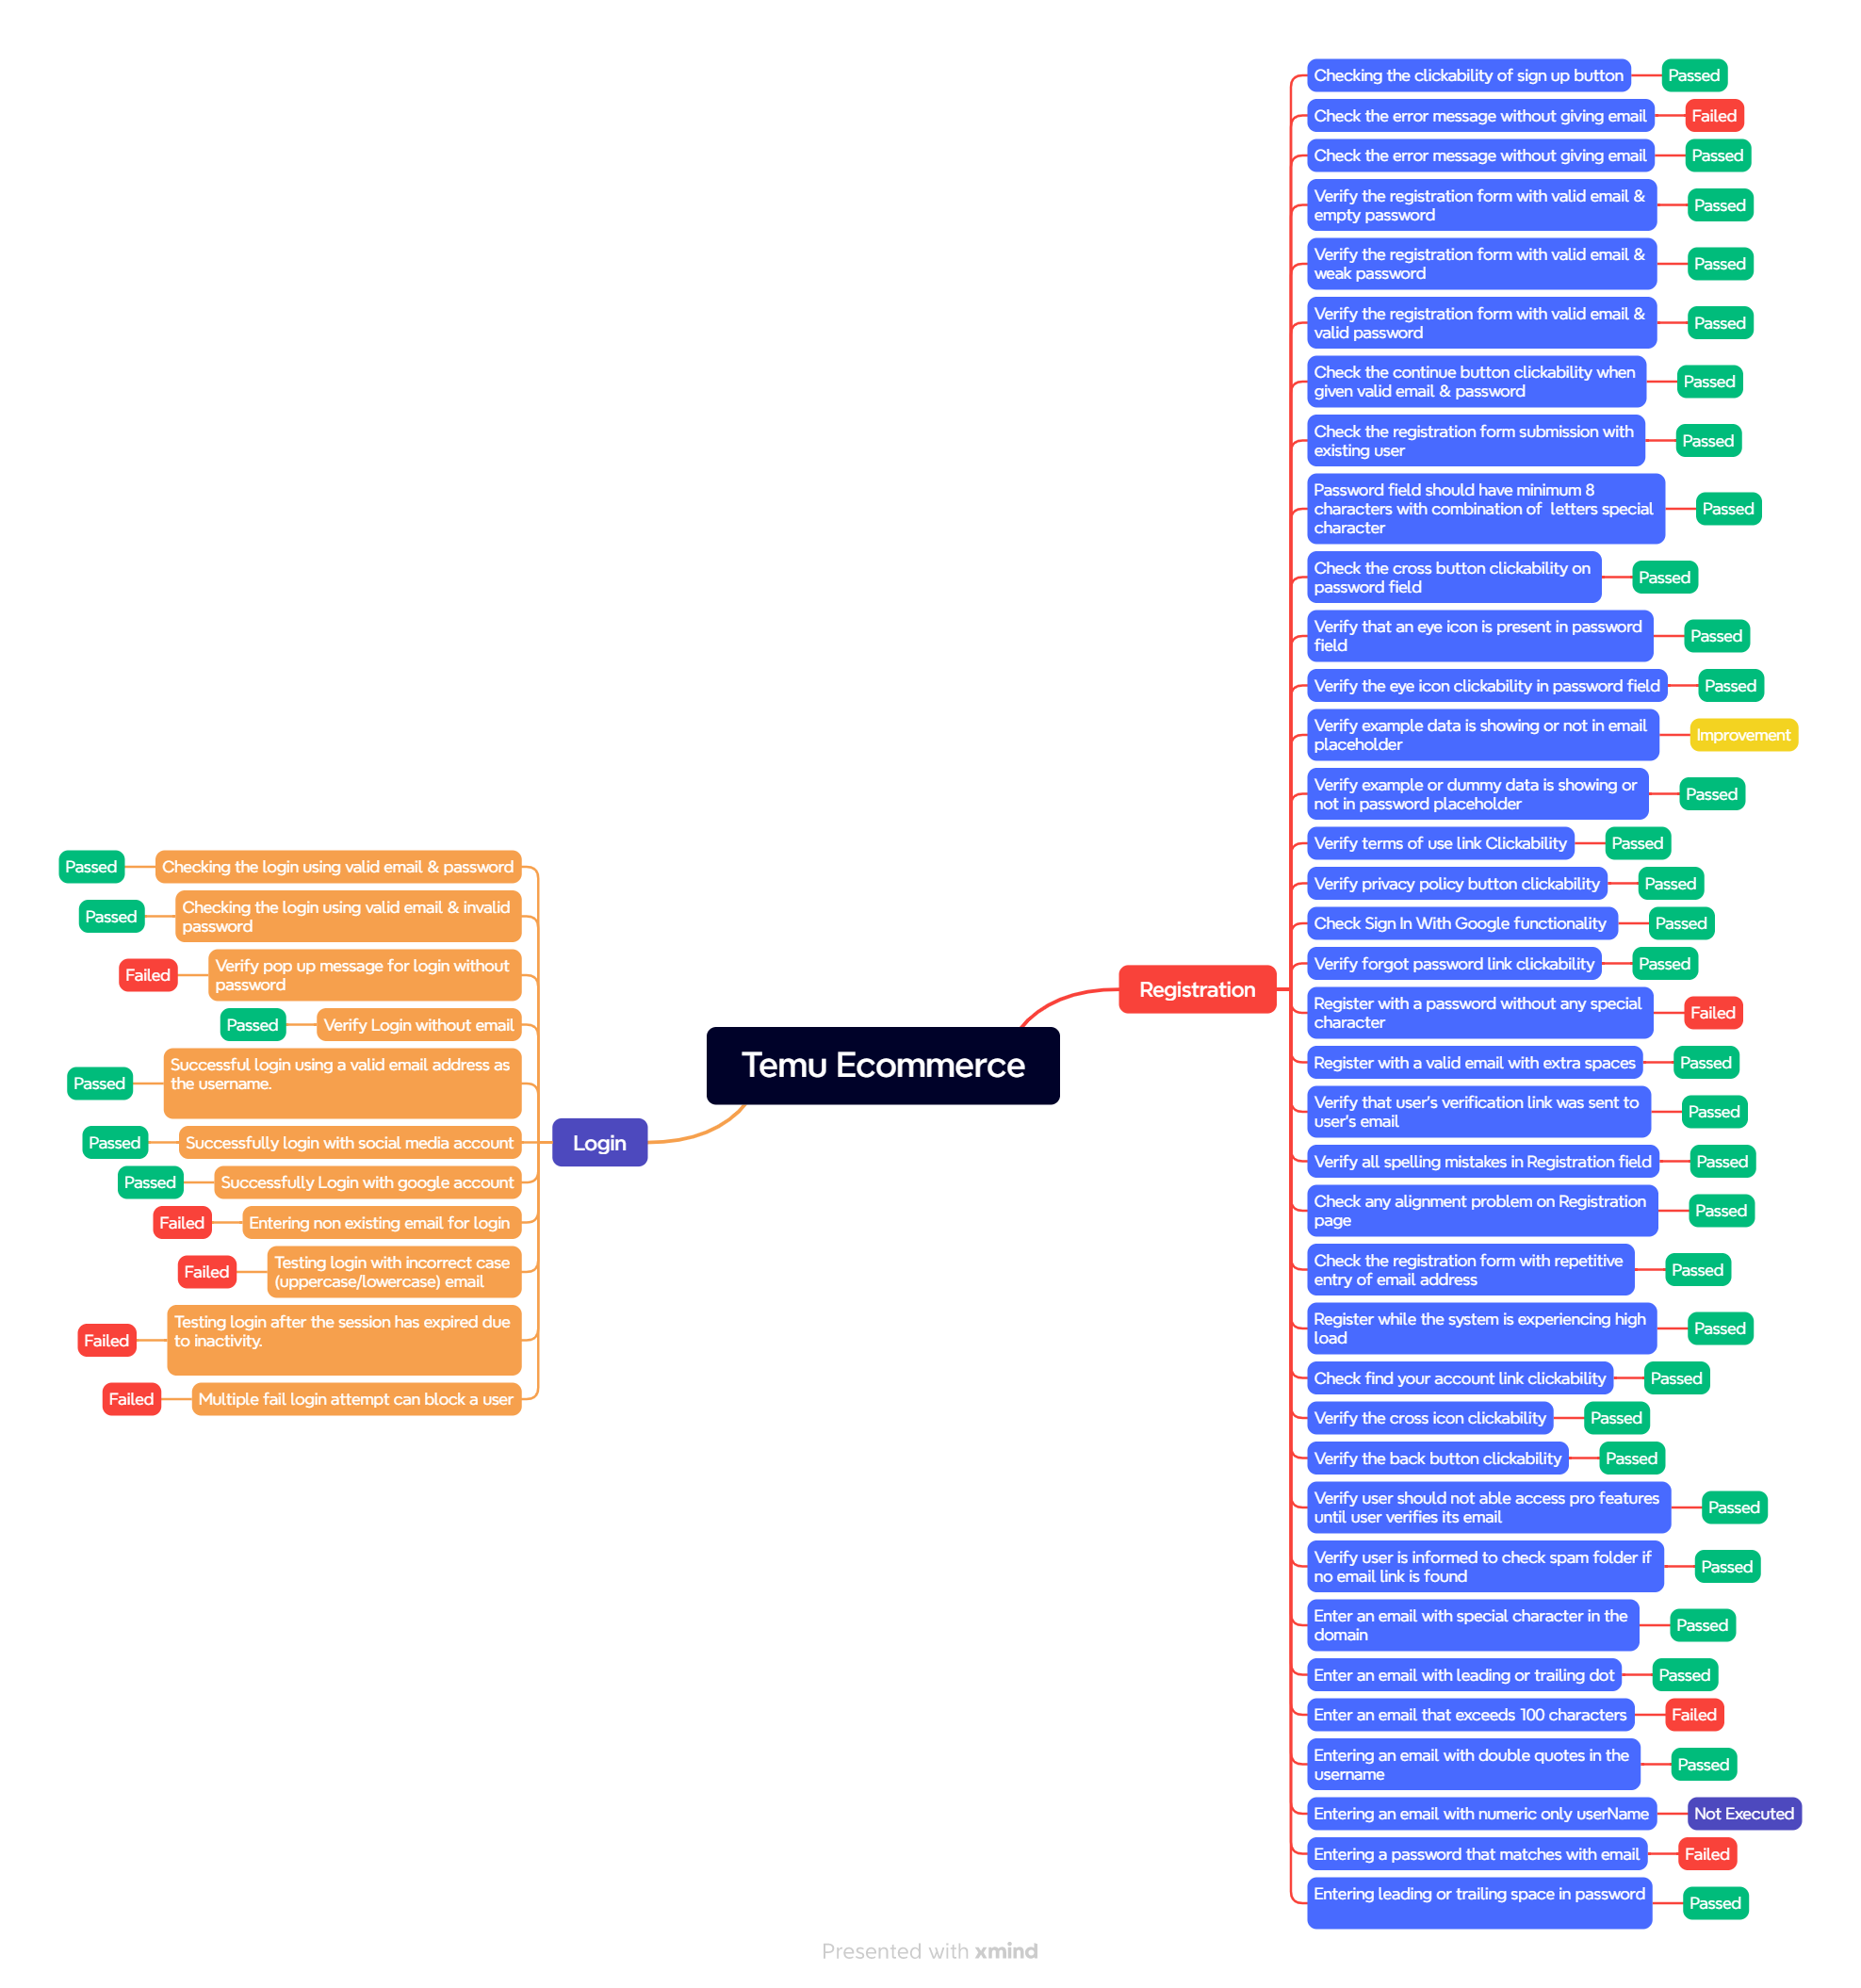 Temu Ecommerce
Registration
Checking the clickability of sign up button
Passed
Check the error message without giving email
Failed
Check the error message without giving email
Passed
Verify the registration form with valid email &
empty password
Passed
Verify the registration form with valid email &
weak password
Passed
Verify the registration form with valid email &
valid password
Passed
Check the continue button clickability when
given valid email & password
Passed
Check the registration form submission with
existing user
Passed
Password field should have minimum 8
characters with combination of  letters special
character
Passed
Check the cross button clickability on
password field
Passed
Verify that an eye icon is present in password
field
Passed
Verify the eye icon clickability in password field
Passed
Verify example data is showing or not in email
placeholder
Improvement
Verify example or dummy data is showing or
not in password placeholder
Passed
Verify terms of use link Clickability
Passed
Verify privacy policy button clickability
Passed
Check Sign In With Google functionality
Passed
Verify forgot password link clickability
Passed
Register with a password without any special
character
Failed
Register with a valid email with extra spaces
Passed
Verify that user's verification link was sent to
user's email
Passed
Verify all spelling mistakes in Registration field
Passed
Check any alignment problem on Registration
page
Passed
Check the registration form with repetitive
entry of email address
Passed
Register while the system is experiencing high
load
Passed
Check find your account link clickability
Passed
Verify the cross icon clickability
Passed
Verify the back button clickability
Passed
Verify user should not able access pro features
until user verifies its email
Passed
Verify user is informed to check spam folder if
no email link is found
Passed
Enter an email with special character in the
domain
Passed
Enter an email with leading or trailing dot
Passed
Enter an email that exceeds 100 characters
Failed
Entering an email with double quotes in the
username
Passed
Entering an email with numeric only userName
Not Executed
Entering a password that matches with email
Failed
Entering leading or trailing space in password
Passed
Login
Checking the login using valid email & password
Passed
Checking the login using valid email & invalid
password
Passed
Verify pop up message for login without
password
Failed
Verify Login without email
Passed
Successful login using a valid email address as
the username.
Passed
Successfully login with social media account
Passed
Successfully Login with google account
Passed
Entering non existing email for login
Failed
Testing login with incorrect case
(uppercase/lowercase) email
Failed
Testing login after the session has expired due
to inactivity.
Failed
Multiple fail login attempt can block a user
Failed
Presented with xmind